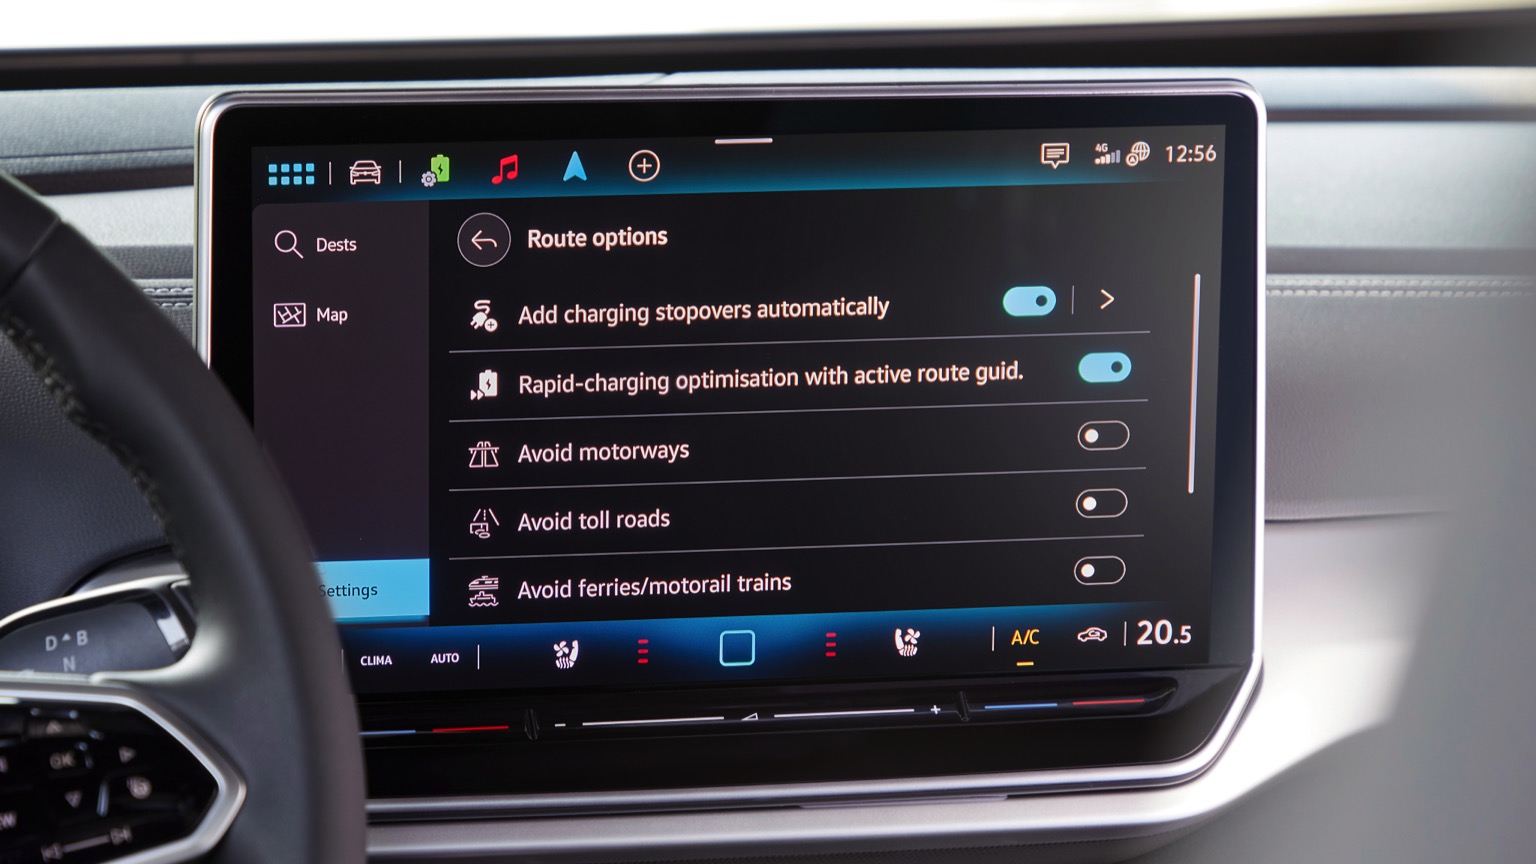 4G
12:56
Dests
Route options
Map
Add charging stopovers automatically
Rapid-charging optimisation with active route guid.
Avoid motorways
Avoid toll roads
Avoid ferries/motorail trains
Settings
CLIMA
AUTO
A/C
20.5
- +
D B
N
OK